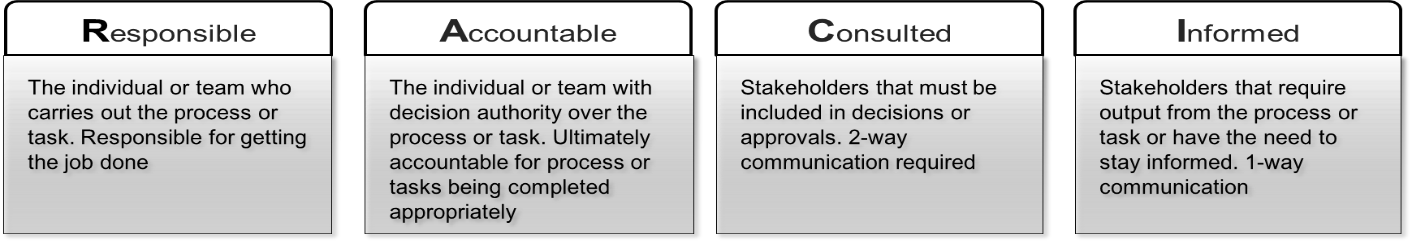 Responsible
The individual or team who
carries out the process or
task. Responsible for getting
the job done
Accountable
The individual or team with
decision authority over the
process or task. Ultimately
accountable for process or
tasks being completed
appropriately
Consulted
Stakeholders that must be
included in decisions or
approvals. 2-way
communication required
Informed
Stakeholders that require
output from the process or
task or have the need to
stay informed. 1-way
communication